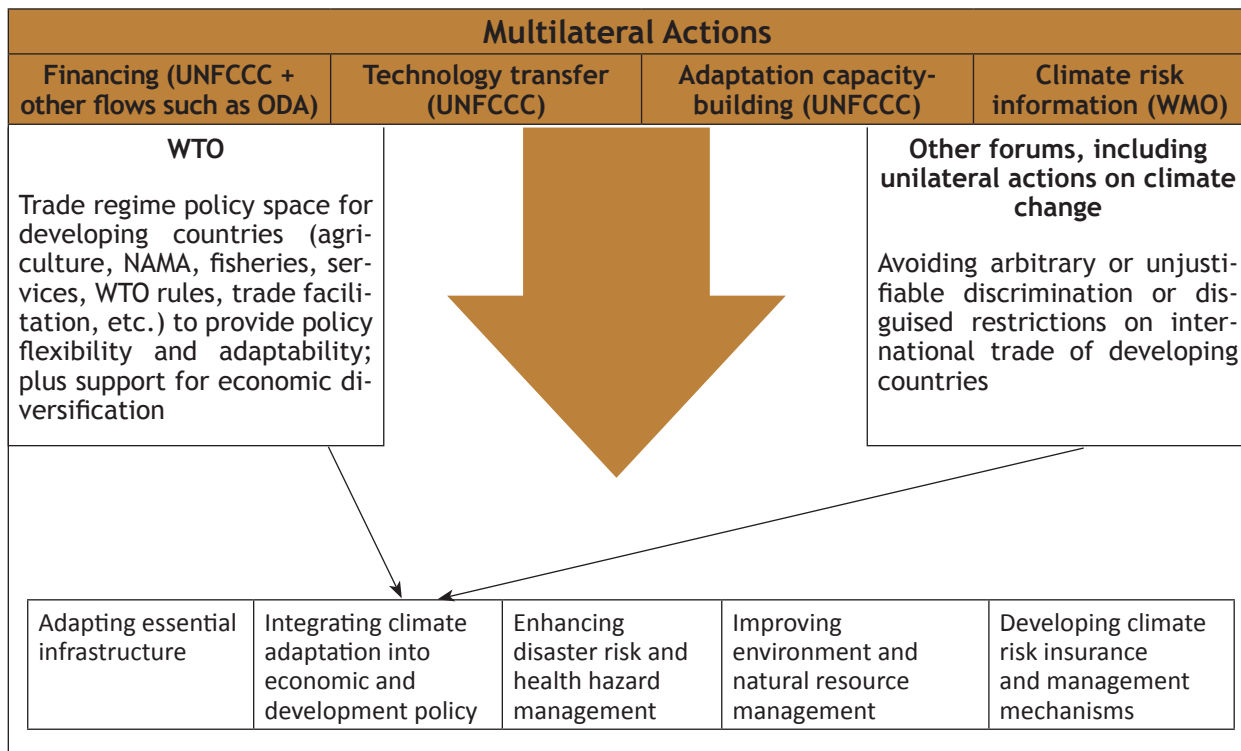 Multilateral Actions
Financing (UNFCCC +
other flows such as ODA)
Technology transfer
(UNFCCC)
Adaptation capacity-
building (UNFCCC)
Climate risk
information (WMO)
WTO
Trade regime policy space for
developing countries (agri-
culture, NAMA, fisheries, ser-
vices, WTO rules, trade facili-
tation, etc.) to provide policy
flexibility and adaptability;
plus support for economic di-
versification
Other forums, including
unilateral actions on climate
change
Avoiding arbitrary or unjusti-
fiable discrimination or dis-
guised restrictions on inter-
national trade of developing
countries
Adapting essential
infrastructure
Integrating climate
adaptation into
economic and
development policy
Enhancing
disaster risk and
health hazard
management
Improving
environment and
natural resource
management
Developing climate
risk insurance
and management
mechanisms